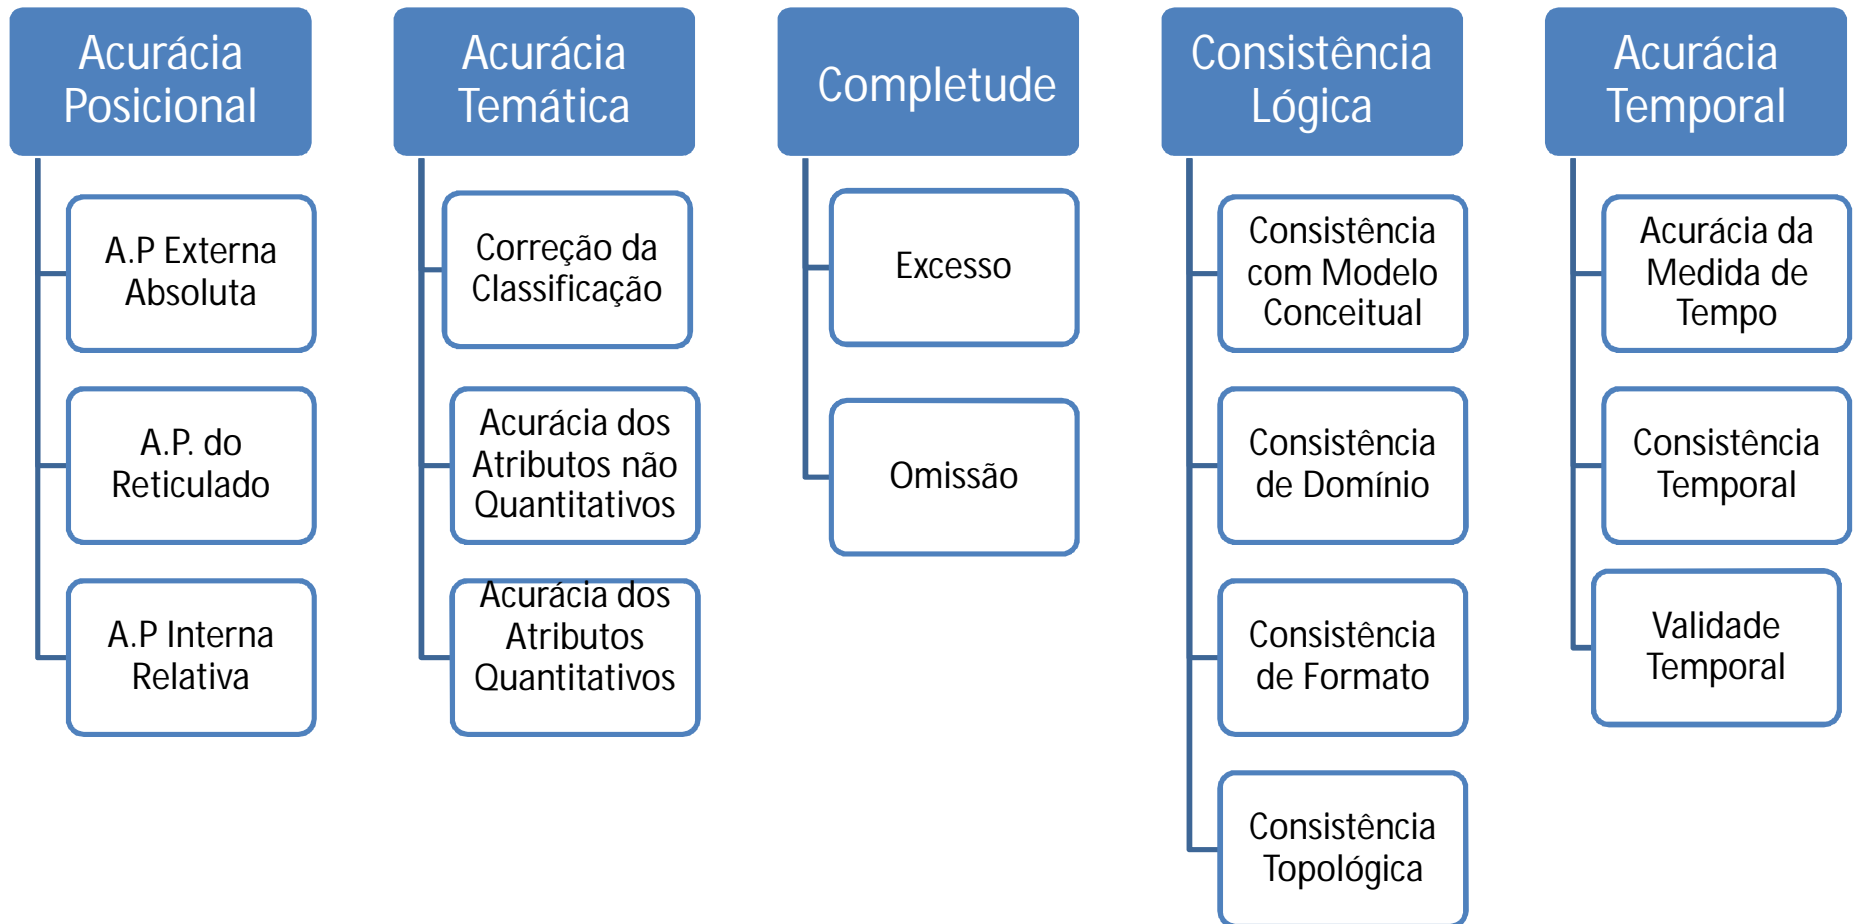 Acurácia
Posicional
A.P Externa
Absoluta
A.P. do
Reticulado
A.P Interna
Relativa
Acurácia
Temática
Correção da
Classificação
Acurácia dos
Atributos não
Quantitativos
Acurácia dos
Atributos
Quantitativos
Completude
Excesso
Omissão
Consistência
Lógica
Consistência
com Modelo
Conceitual
Consistência
de Domínio
Consistência
de Formato
Consistência
Topológica
Acurácia
Temporal
Acurácia da
Medida de
Tempo
Consistência
Temporal
Validade
Temporal